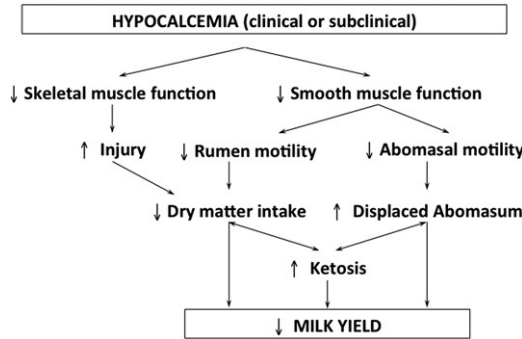 HYPOCALCEMIA (clinical or subclinical)
↓ Skeletal muscle function ↓ Smooth muscle function
↑ Injury ↓ Rumen motility ↓ Abomasal motility
↓ Dry matter intake ↑ Displaced Abomasum
↑ Ketosis
↓ MILK YIELD